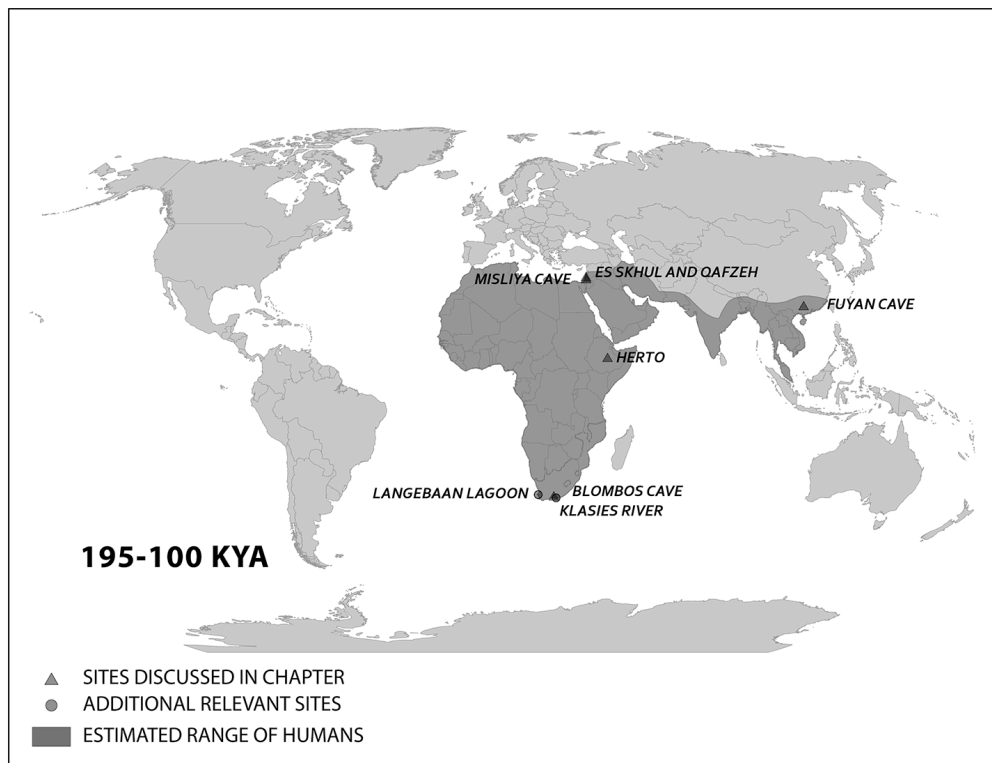 MISLIYA CAVE
ES SKHUL AND QAFZEH
FUYAN CAVE
HERTO
LANGEBAAN LAGOON
BLOMBOS CAVE
KLASIES RIVER
195-100 KYA
SITES DISCUSSED IN CHAPTER
ADDITIONAL RELEVANT SITES
ESTIMATED RANGE OF HUMANS